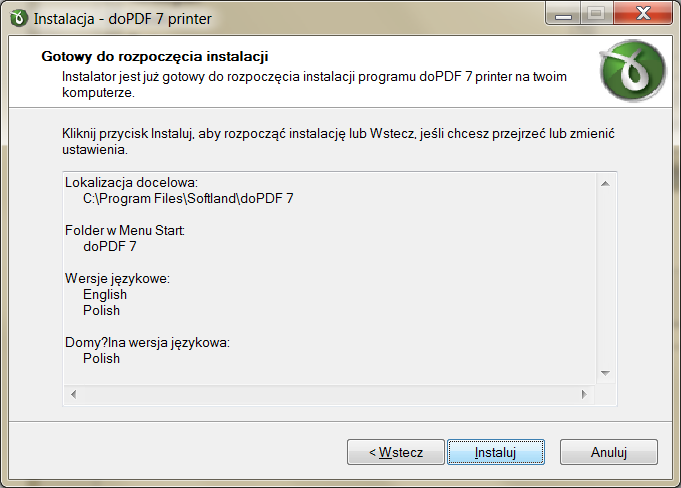 Instalacja - doPDF 7 printer
Gotowy do rozpoczęcia instalacji
Instalator jest już gotowy do rozpoczęcia instalacji programu doPDF 7 printer na twoim
komputerze.
Kliknij przycisk Instaluj, aby rozpocząć instalację lub Wstecz, jeśli chcesz przejrzeć lub zmienić
ustawienia.
Lokalizacja docelowa:
C:\Program Files\Softland\doPDF 7
Folder w Menu Start:
doPDF 7
Wersje językowe:
English
Polish
Domy?lna wersja językowa:
Polish
< Wstecz
Instaluj
Anuluj